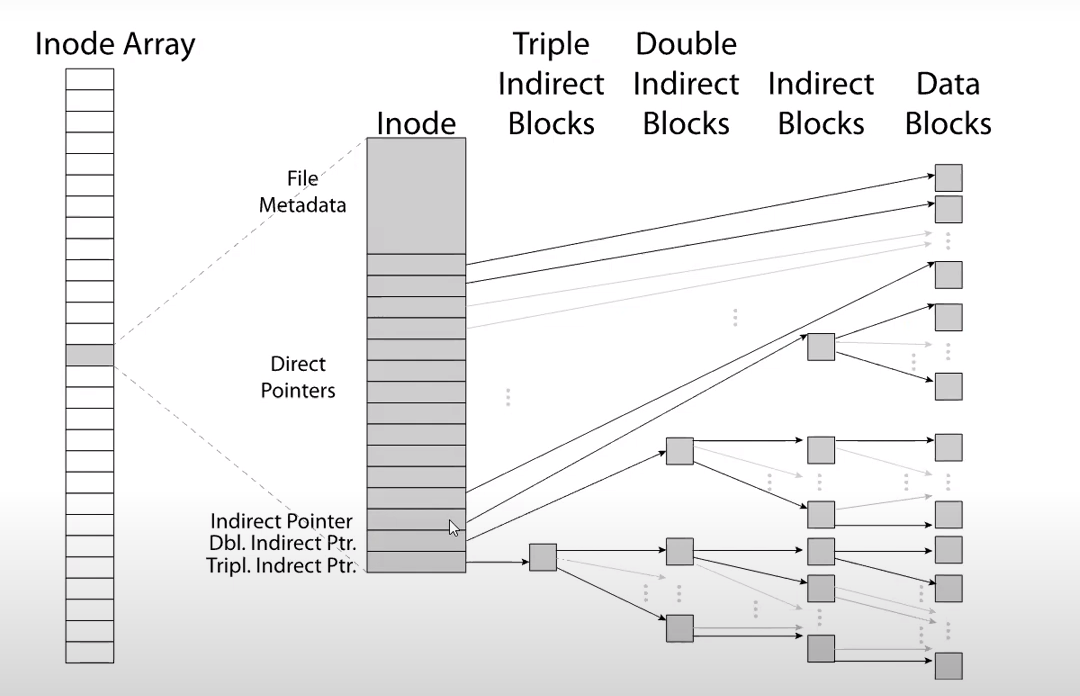 Inode Array
Triple
Indirect
Blocks
Double
Indirect
Blocks
Indirect
Blocks
Data
Blocks
Inode
File
Metadata
Direct
Pointers
Indirect Pointer
Dbl. Indirect Ptr.
Tripl. Indrect Ptr.